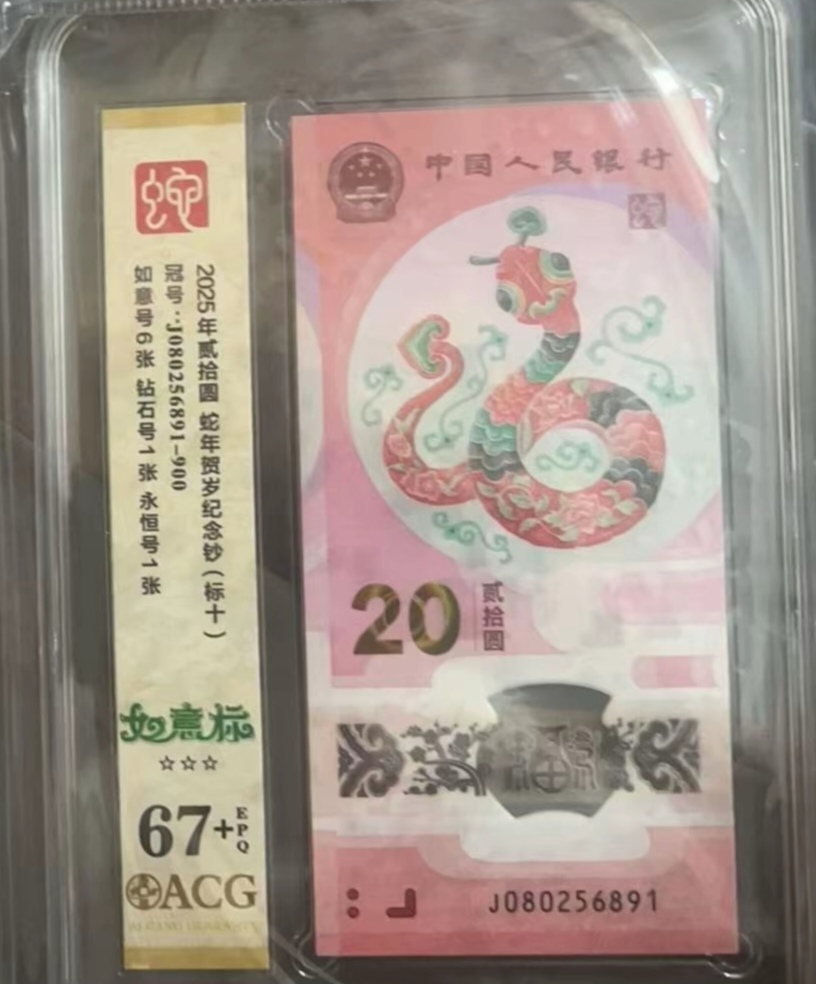 蛇
2025年贰拾圆 蛇年贺岁纪念钞(标十)
冠号:J080256891-900
如意号6张 钻石号1张 永恒号1张
如意标
☆☆☆
67+EPQ
ACG
中国人民银行
蛇
20
贰拾圆
J080256891